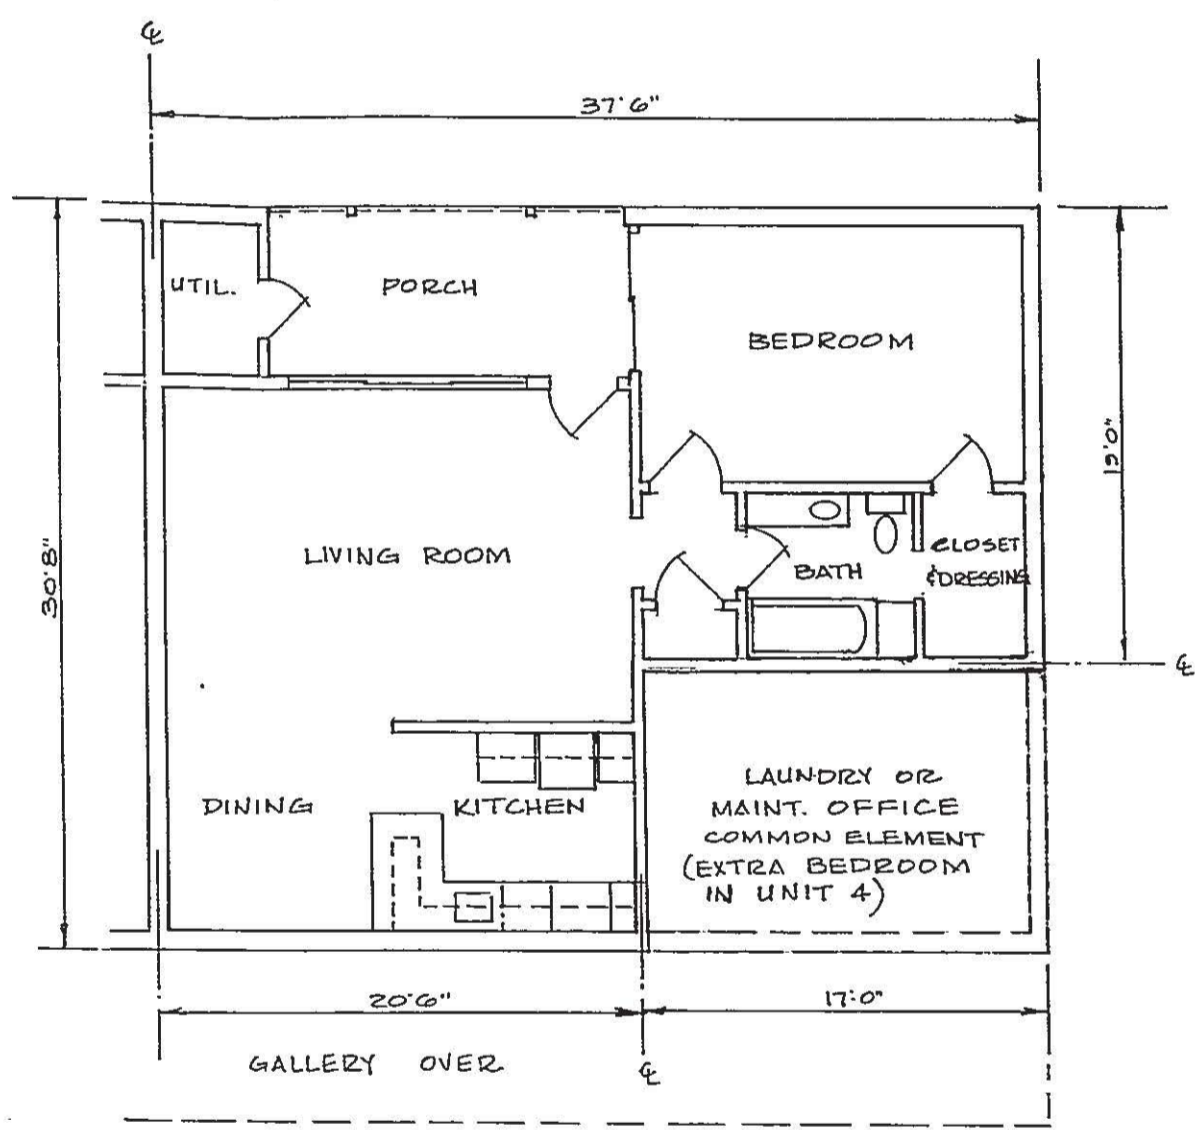 ℄
37'6"
UTIL.
PORCH
BEDROOM
19'0"
30'8"
LIVING ROOM
BATH
CLOSET
&DRESSING
℄
DINING
KITCHEN
LAUNDRY OR
MAINT. OFFICE
COMMON ELEMENT
(EXTRA BEDROOM
IN UNIT 4)
20'6"
17'0"
GALLERY OVER
℄